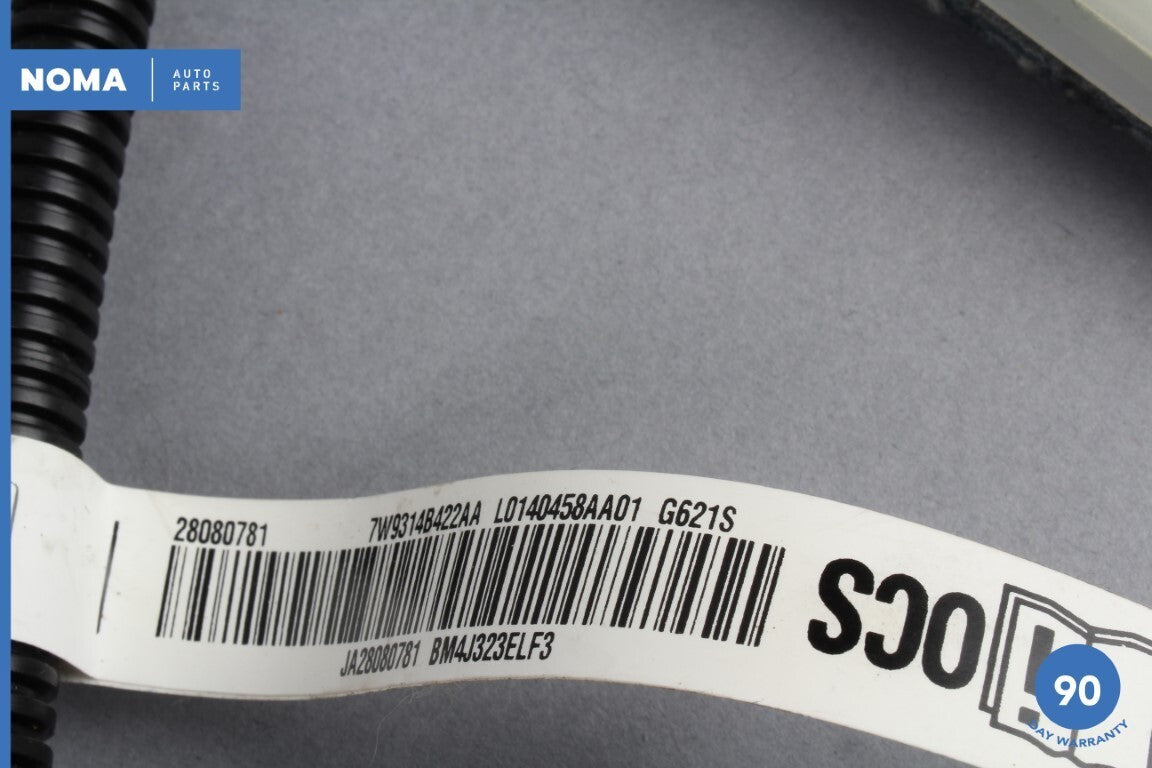 NOMA
AUTO
PARTS
28080781 7W9314B422AA L0140458AA01 G621S
JA28080781 BM4J323ELF3
OCS
90
DAY WARRANTY